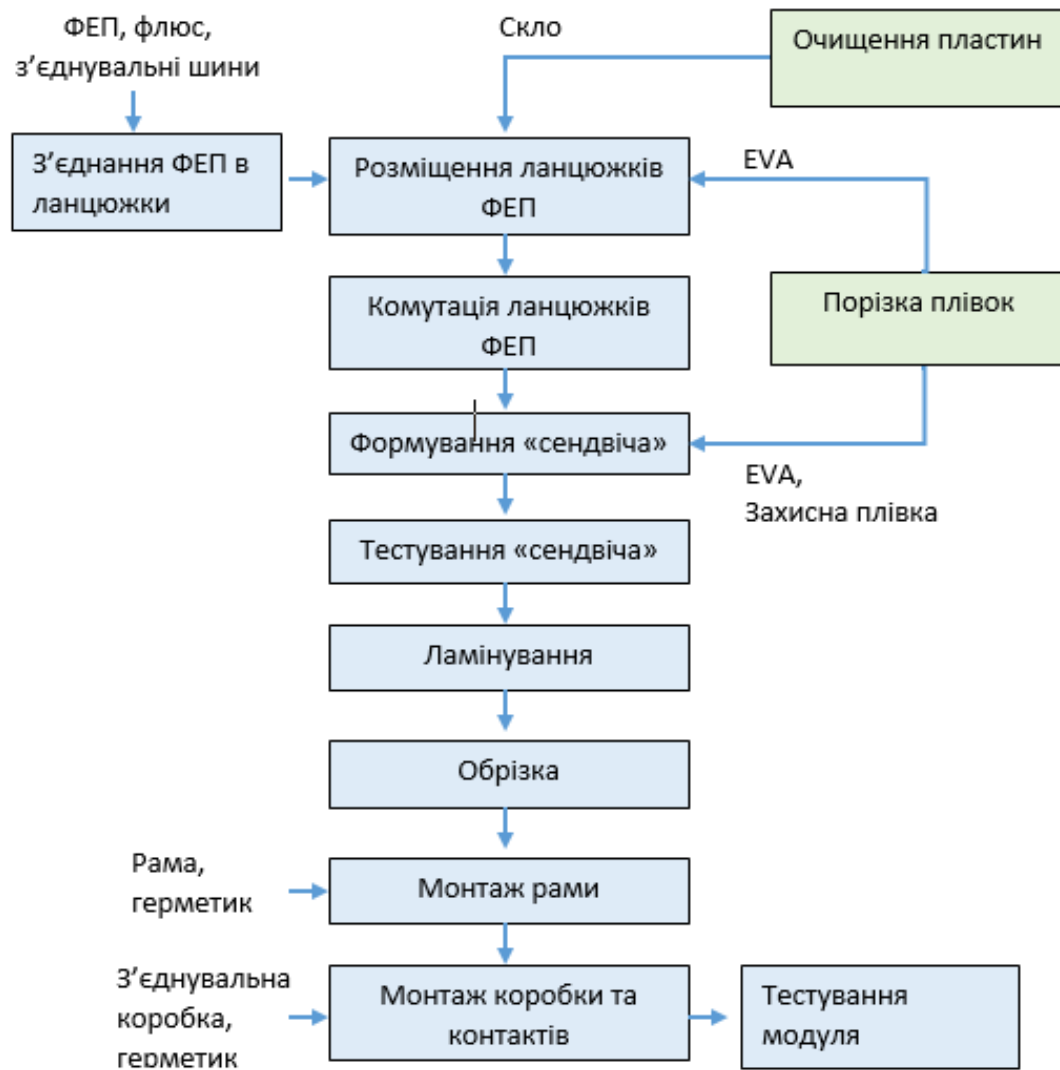 ФЕП, флюс,
з’єднувальні шини
Скло
Очищення пластин
З’єднання ФЕП в
ланцюжки
Розміщення ланцюжків
ФЕП
EVA
Комутація ланцюжків
ФЕП
Порізка плівок
Формування «сендвіча»
EVA,
Захисна плівка
Тестування «сендвіча»
Ламінування
Обрізка
Рама,
герметик
Монтаж рами
З’єднувальна
коробка,
герметик
Монтаж коробки та
контактів
Тестування
модуля